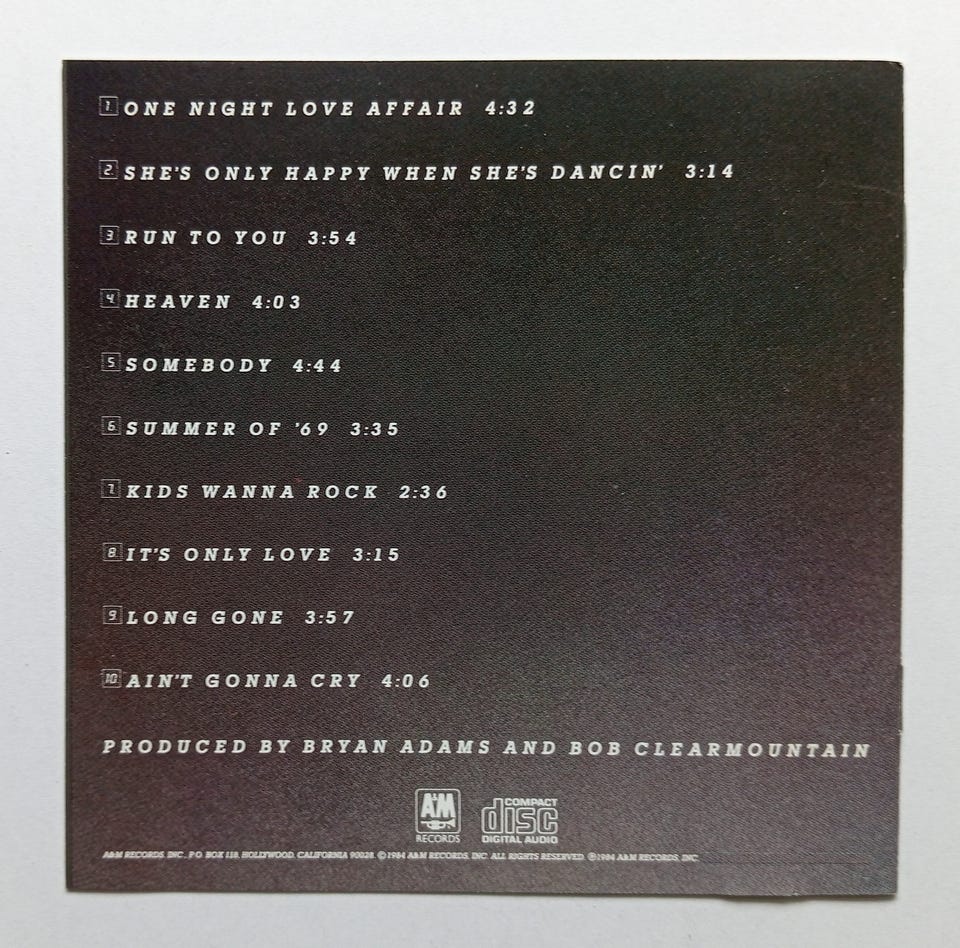 1. ONE NIGHT LOVE AFFAIR 4:32
2. SHE'S ONLY HAPPY WHEN SHE'S DANCIN' 3:14
3. RUN TO YOU 3:54
4. HEAVEN 4:03
5. SOMEBODY 4:44
6. SUMMER OF '69 3:35
7. KIDS WANNA ROCK 2:36
8. IT'S ONLY LOVE 3:15
9. LONG GONE 3:57
10. AIN'T GONNA CRY 4:06
PRODUCED BY BRYAN ADAMS AND BOB CLEARMOUNTAIN
A&M RECORDS
COMPACT disc DIGITAL AUDIO
A&M RECORDS, INC. P.O. BOX 118, HOLLYWOOD, CALIFORNIA 90028. ©1984 A&M RECORDS, INC. ALL RIGHTS RESERVED. ℗1984 A&M RECORDS, INC.